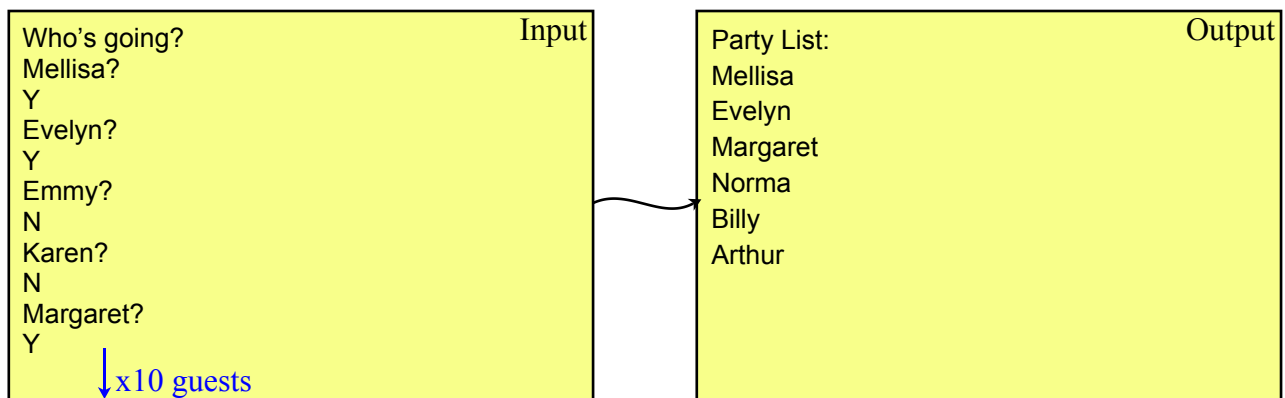 Input
Who's going?
Mellisa?
Y
Evelyn?
Y
Emmy?
N
Karen?
N
Margaret?
Y
x10 guests
Output
Party List:
Mellisa
Evelyn
Margaret
Norma
Billy
Arthur